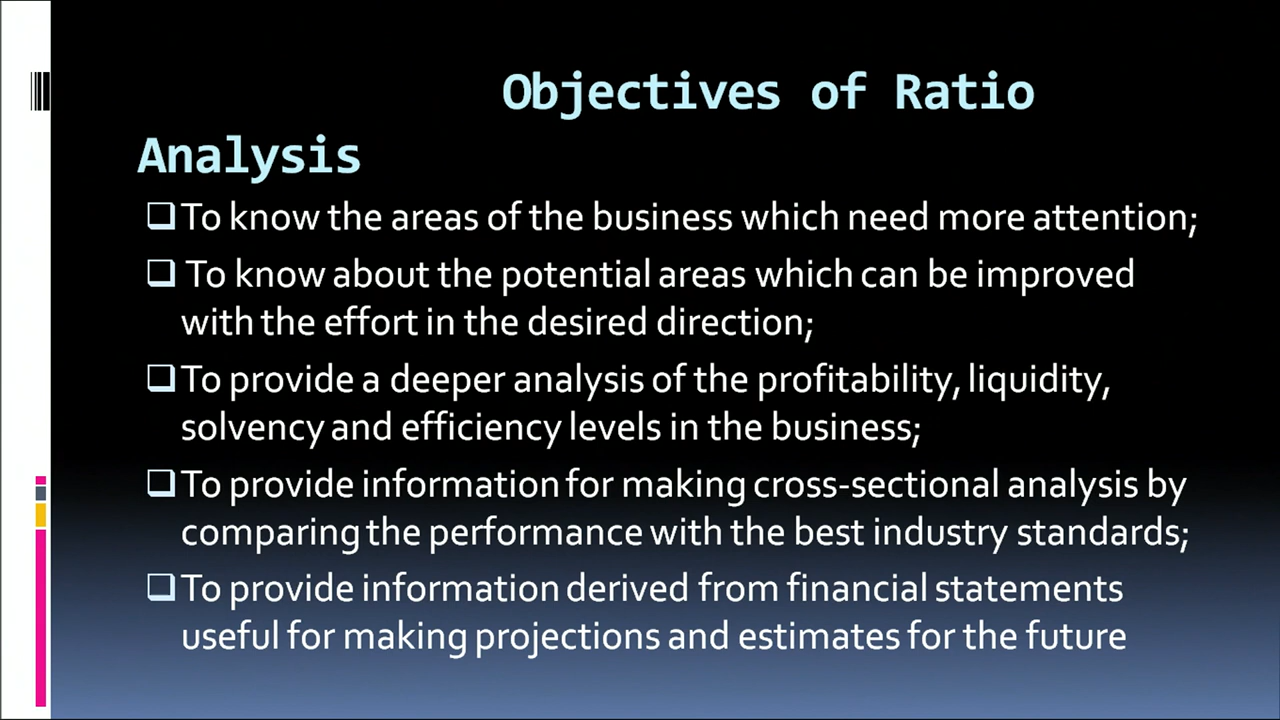 Objectives of Ratio
Analysis
To know the areas of the business which need more attention;
To know about the potential areas which can be improved
with the effort in the desired direction;
To provide a deeper analysis of the profitability, liquidity,
solvency and efficiency levels in the business;
To provide information for making cross-sectional analysis by
comparing the performance with the best industry standards;
To provide information derived from financial statements
useful for making projections and estimates for the future